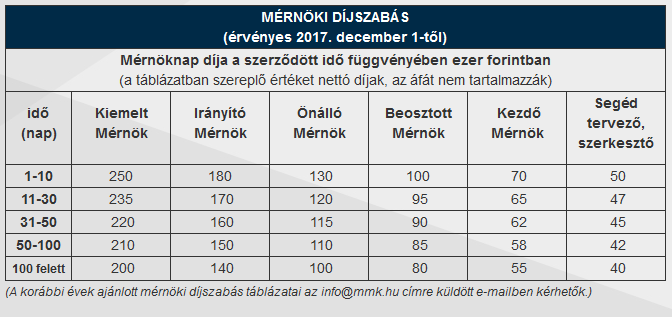 MÉRNÖKI DÍJSZABÁS
(érvényes 2017. december 1-től)
Mérnöknap díja a szerződött idő függvényében ezer forintban
(a táblázatban szereplő értéket nettó díjak, az áfát nem tartalmazzák)
idő (nap) Kiemelt Mérnök Irányító Mérnök Önálló Mérnök Beosztott Mérnök Kezdő Mérnök Segéd tervező, szerkesztő
1-10 250 180 130 100 70 50
11-30 235 170 120 95 65 47
31-50 220 160 115 90 62 45
50-100 210 150 110 85 58 42
100 felett 200 140 100 80 55 40
(A korábbi évek ajánlott mérnöki díjszabás táblázatai az info@mmk.hu címre küldött e-mailben kérhetők.)